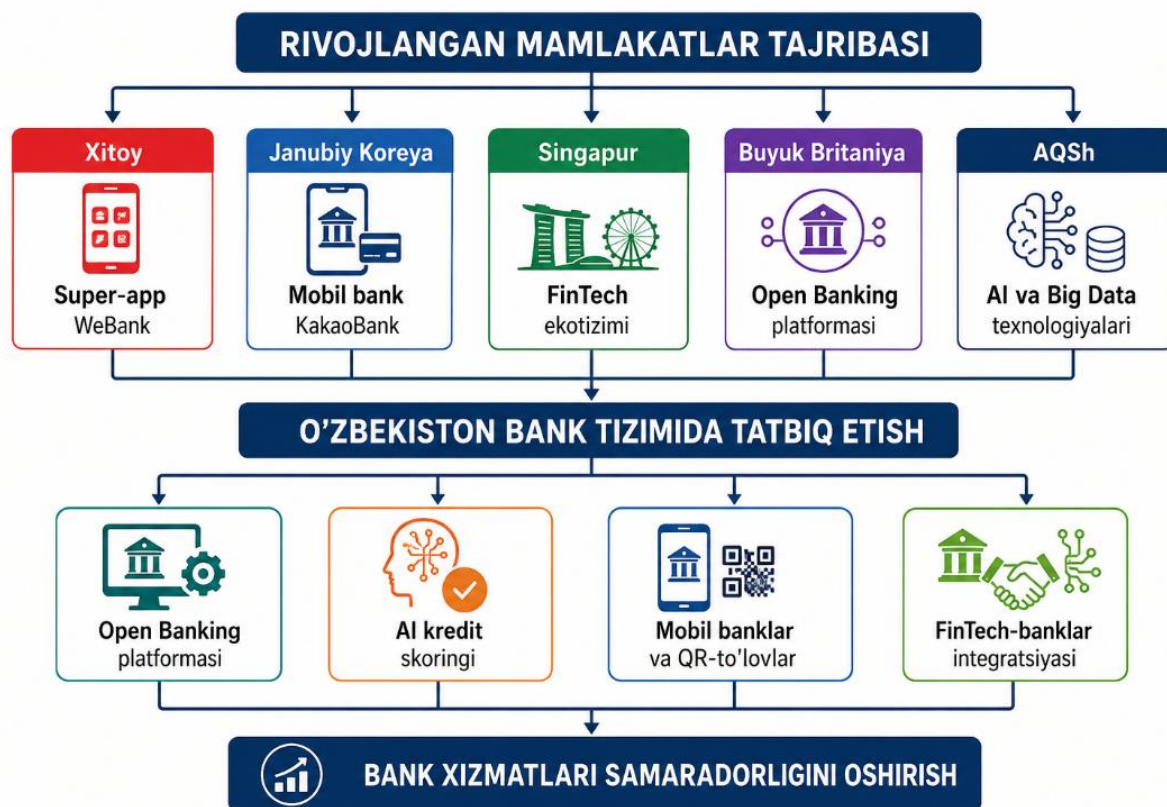 RIVOJLANGAN MAMLAKATLAR TAJRIBASI
Xitoy
Super-app
WeBank
Janubiy Koreya
Mobil bank
KakaoBank
Singapur
FinTech
ekotizimi
Buyuk Britaniya
Open Banking
platformasi
AQSh
AI va Big Data
texnologiyalari
O'ZBEKISTON BANK TIZIMIDA TATBIQ ETISH
Open Banking
platformasi
AI kredit
skoringi
Mobil banklar
va QR-to'lovlar
FinTech-banklar
integratsiyasi
BANK XIZMATLARI SAMARADORLIGINI OSHIRISH